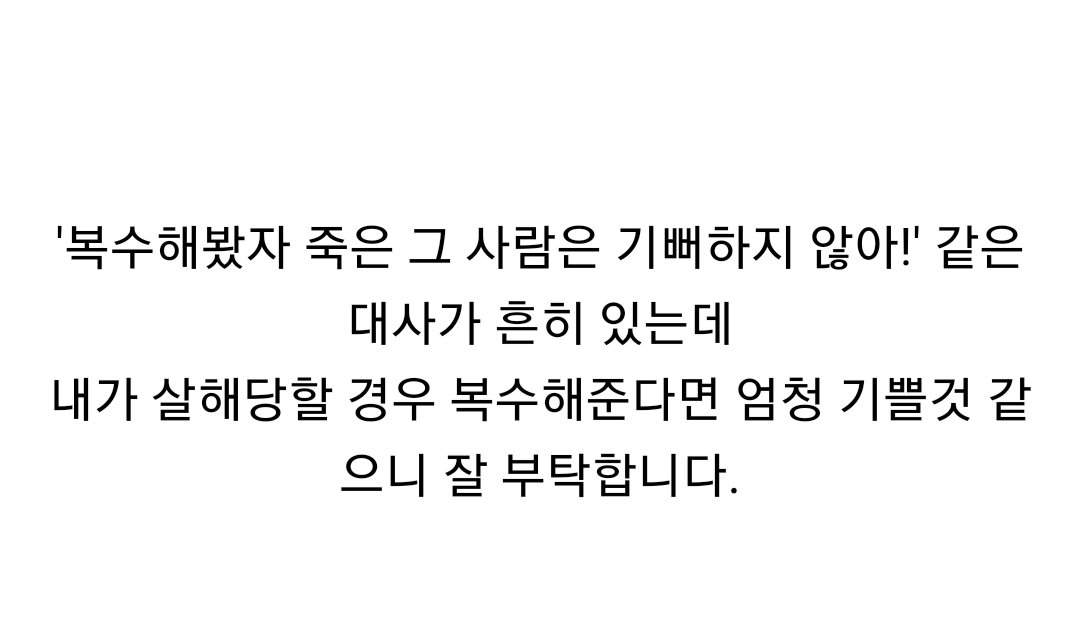 '복수해봤자 죽은 그 사람은 기뻐하지 않아!' 같은
대사가 흔히 있는데
내가 살해당할 경우 복수해준다면 엄청 기쁠것 같
으니 잘 부탁합니다.